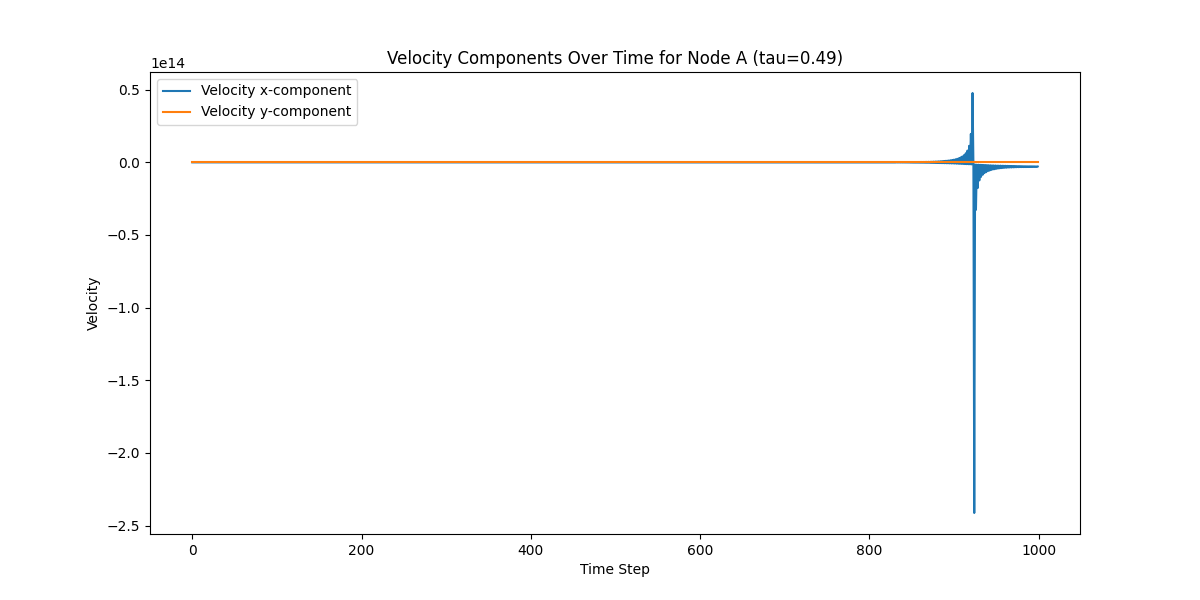 Velocity Components Over Time for Node A (tau=0.49)
1e14
Velocity x-component
Velocity y-component
0.5
0.0
−0.5
−1.0
−1.5
−2.0
−2.5
Velocity
0 200 400 600 800 1000
Time Step